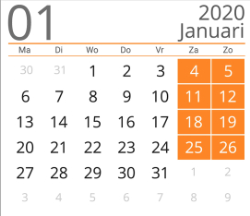 01
2020
Januari
Ma Di Wo Do Vr Za Zo
30 31 1 2 3 4 5
6 7 8 9 10 11 12
13 14 15 16 17 18 19
20 21 22 23 24 25 26
27 28 29 30 31 1 2
3 4 5 6 7 8 9